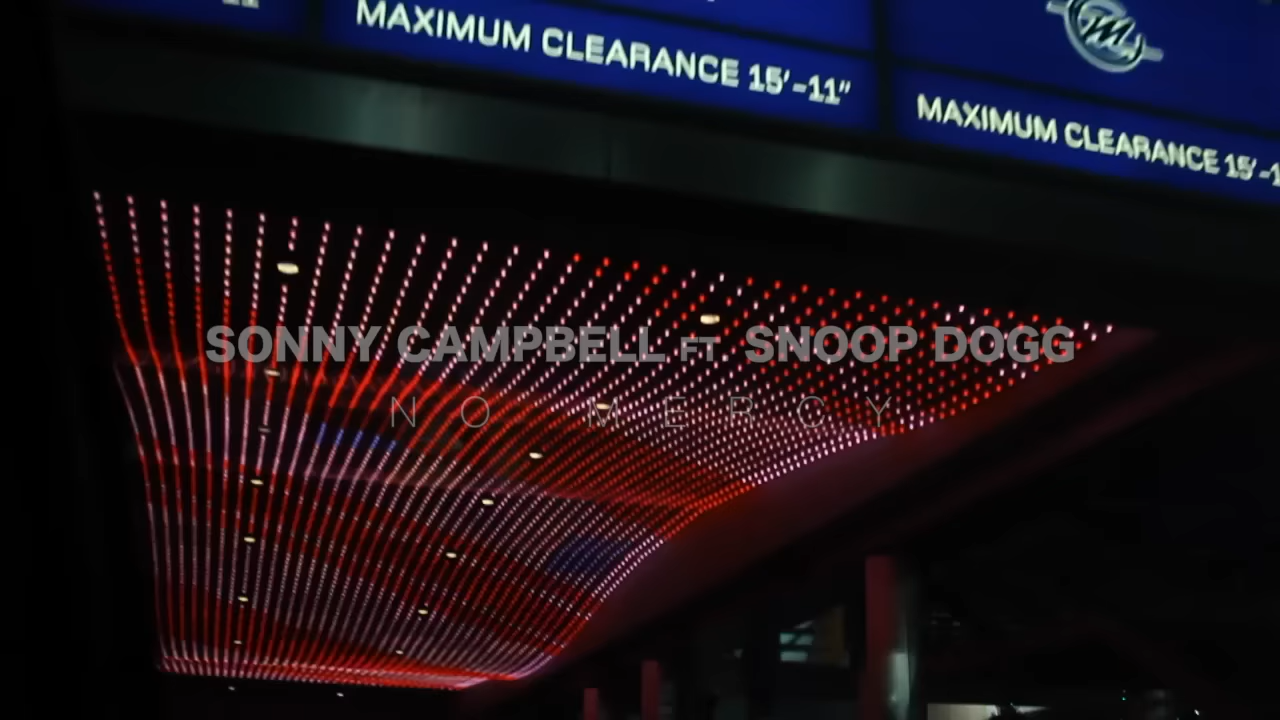 MAXIMUM CLEARANCE 15'-11"
MAXIMUM CLEARANCE 15'-1
SONNY CAMPBELL FT SNOOP DOGG
NO MERCY